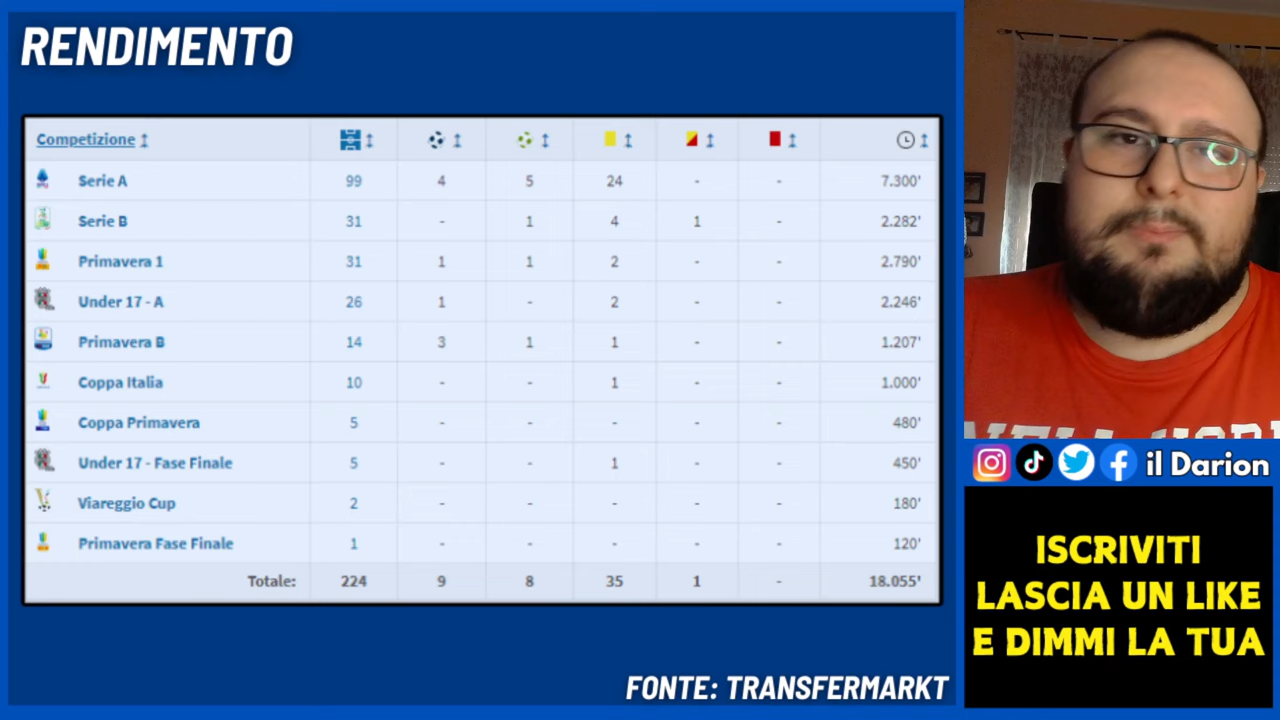 RENDIMENTO
Competizione
Serie A 99 4 5 24 - - 7.300'
Serie B 31 - 1 4 1 - 2.282'
Primavera 1 31 1 1 2 - - 2.790'
Under 17 - A 26 1 - 2 - - 2.246'
Primavera B 14 3 1 1 - - 1.207'
Coppa Italia 10 - - 1 - - 1.000'
Coppa Primavera 5 - - - - - 480'
Under 17 - Fase Finale 5 - - 1 - - 450'
Viareggio Cup 2 - - - - - 180'
Primavera Fase Finale 1 - - - - - 120'
Totale: 224 9 8 35 1 - 18.055'
FONTE: TRANSFERMARKT
il Darion
ISCRIVITI
LASCIA UN LIKE
E DIMMI LA TUA